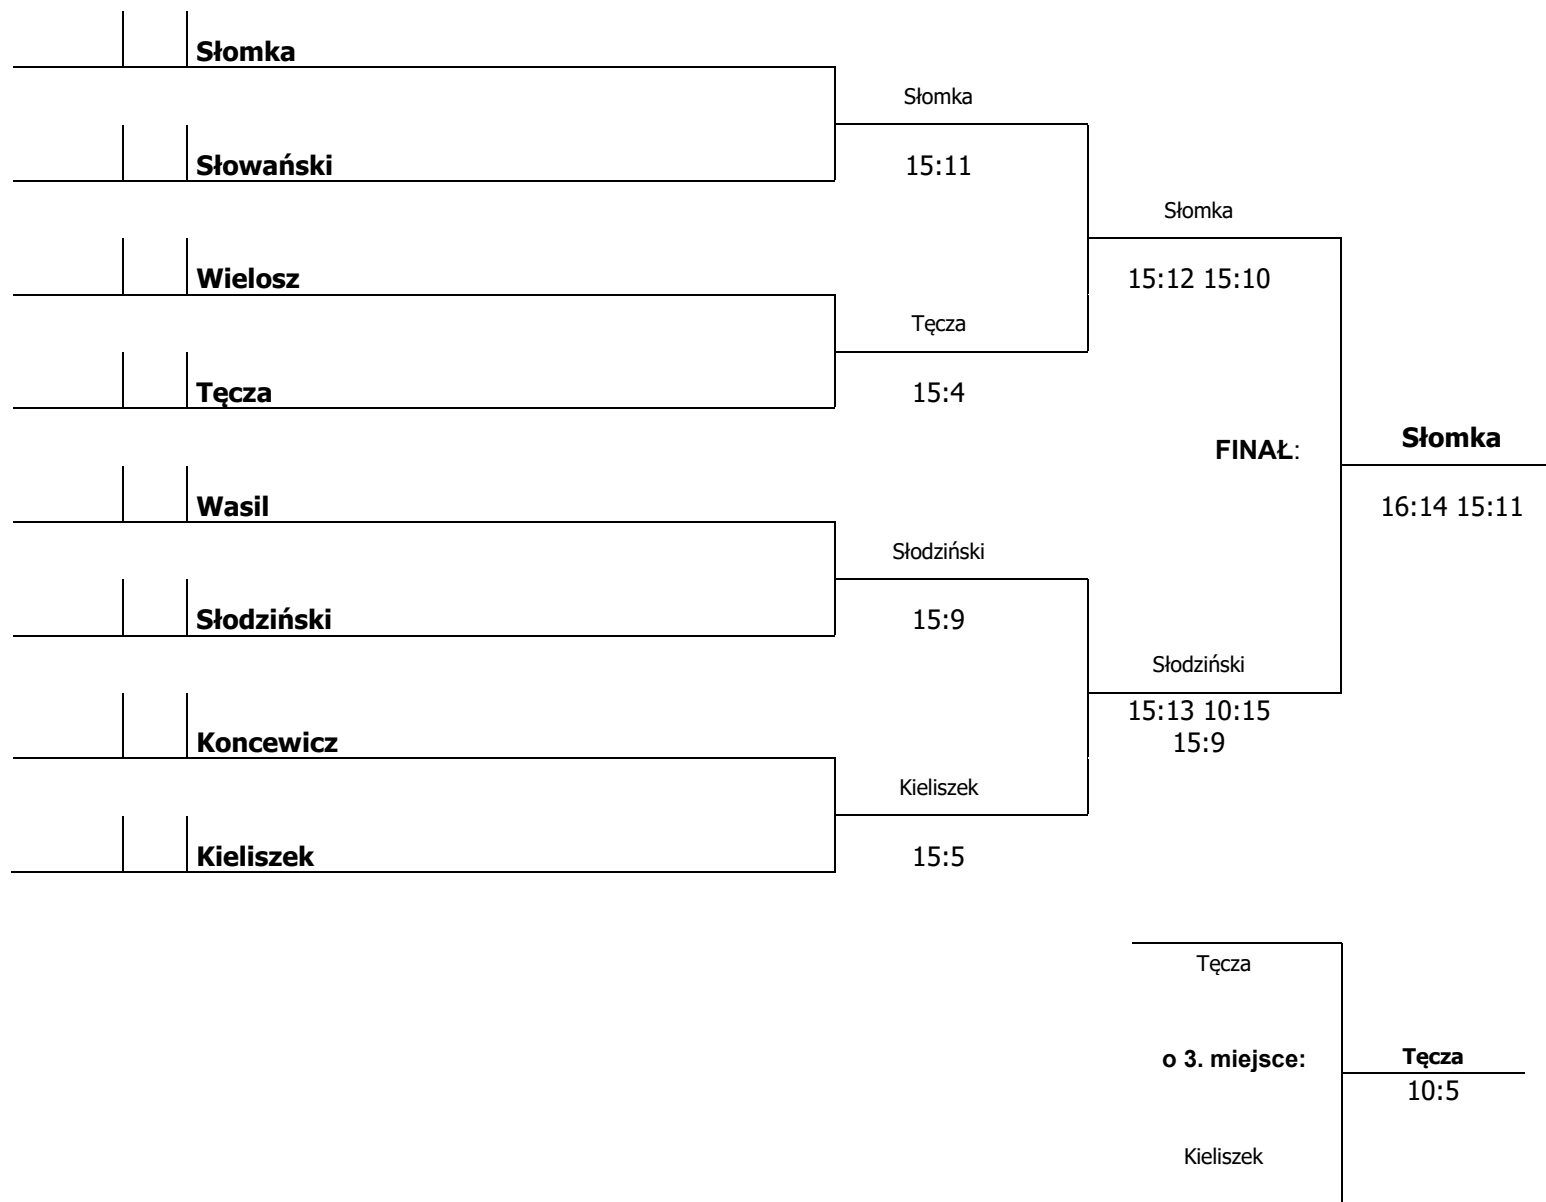 Słomka
Słomka
Słowański
15:11
Słomka
Wielosz
15:12 15:10
Tęcza
Tęcza
15:4
FINAŁ:
Słomka
Wasil
16:14 15:11
Słodziński
Słodziński
15:9
Słodziński
15:13 10:15
15:9
Koncewicz
Kieliszek
Kieliszek
15:5
Tęcza
o 3. miejsce:
Tęcza
10:5
Kieliszek